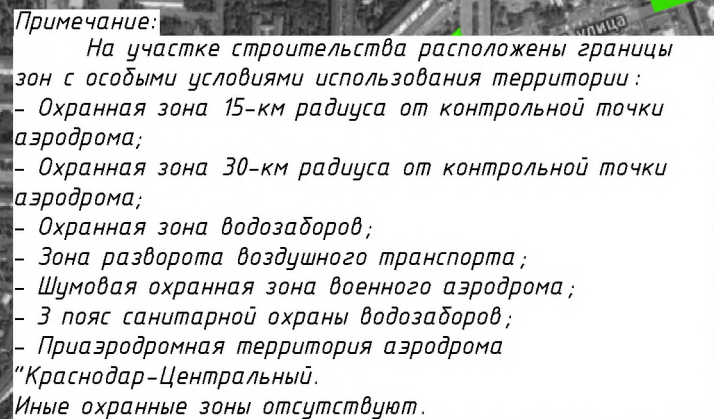 улица
Примечание:
На участке строительства расположены границы
зон с особыми условиями использования территории:
- Охранная зона 15-км радиуса от контрольной точки
аэродрома;
- Охранная зона 30-км радиуса от контрольной точки
аэродрома;
- Охранная зона водозаборов;
- Зона разворота воздушного транспорта;
- Шумовая охранная зона военного аэродрома;
- 3 пояс санитарной охраны водозаборов;
- Приаэродромная территория аэродрома
"Краснодар-Центральный.
Иные охранные зоны отсутствуют.